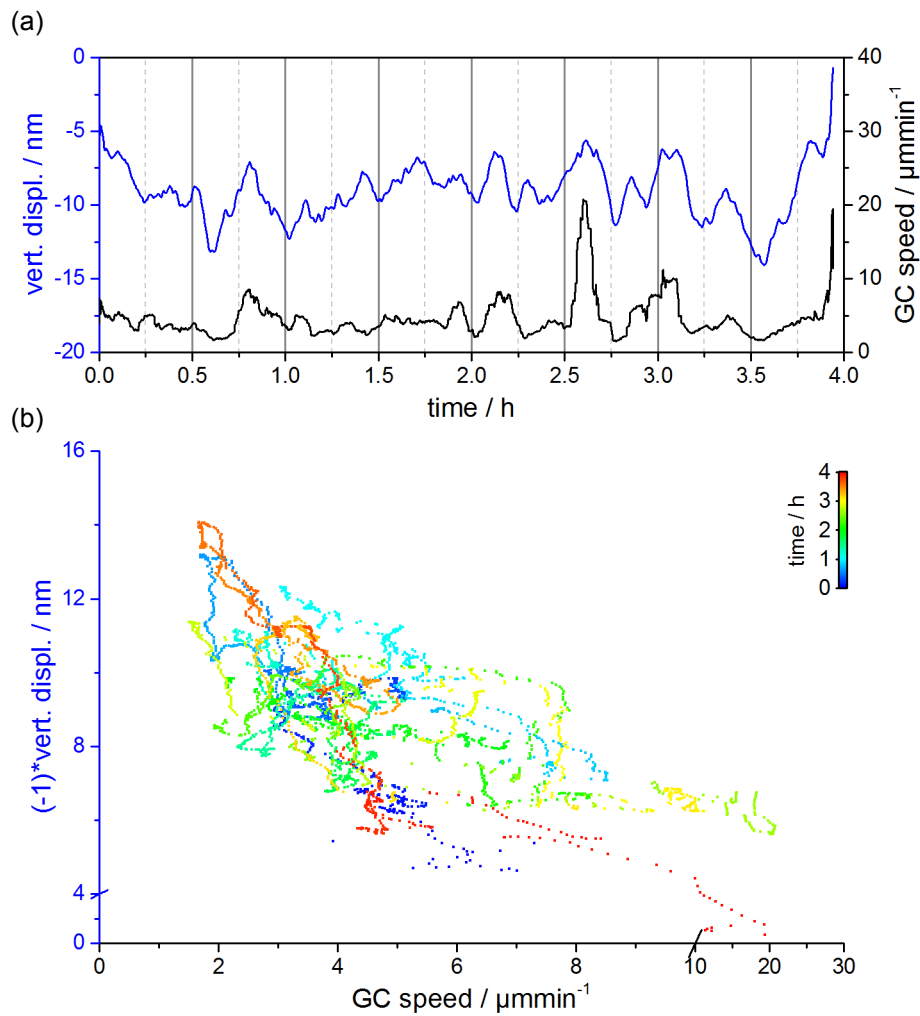 (a)
0
-5
-10
-15
-20
vert. displ. / nm
40
30
20
10
0
GC speed / µmmin⁻¹
0.0 0.5 1.0 1.5 2.0 2.5 3.0 3.5 4.0
time / h
(b)
16
12
8
4
0
(-1)*vert. displ. / nm
time / h
4
3
2
1
0
0 2 4 6 8 10 20 30
GC speed / µmmin⁻¹